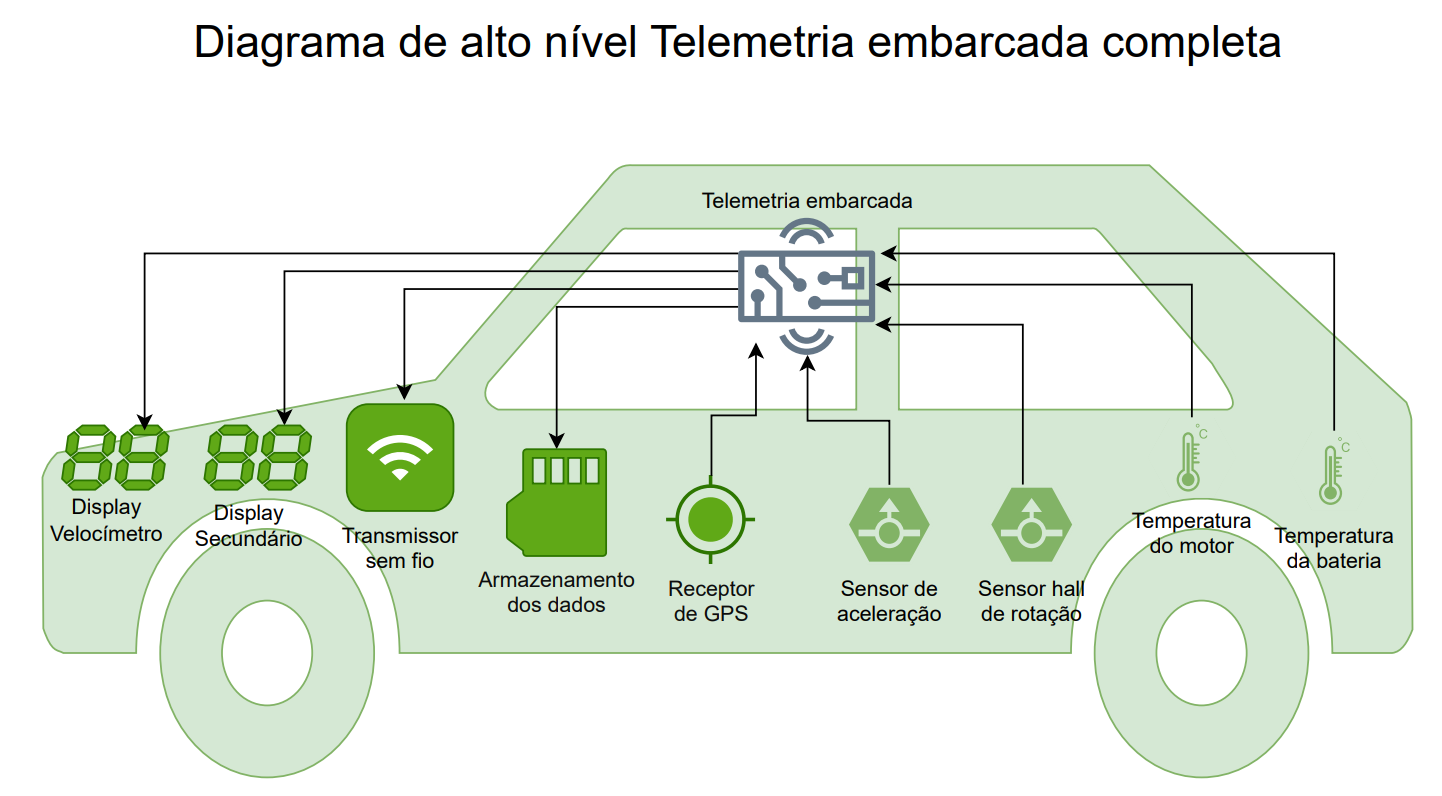 Diagrama de alto nível Telemetria embarcada completa
Telemetria embarcada
Display
Velocímetro
Display
Secundário
Transmissor
sem fio
Armazenamento
dos dados
Receptor
de GPS
Sensor de
aceleração
Sensor hall
de rotação
°C
Temperatura
do motor
°C
Temperatura
da bateria